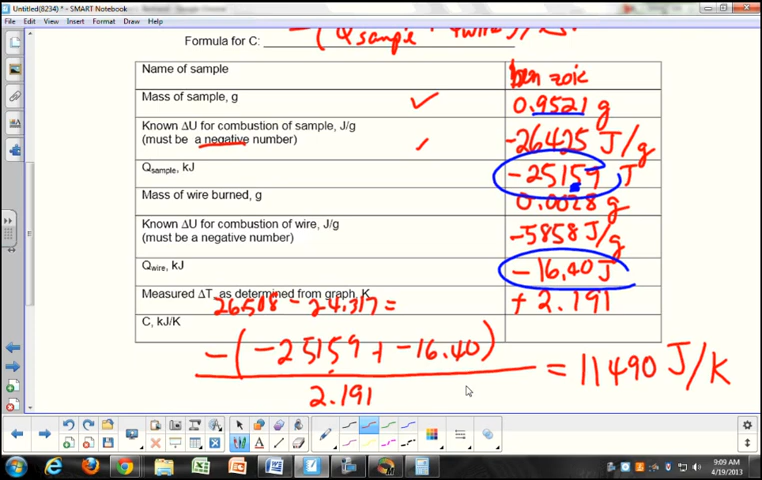 Untitled(8234) * - SMART Notebook
File Edit View Insert Format Draw Help
Formula for C: -(Qsample + Qwire)/
Name of sample benzoic
Mass of sample, g 0.9521 g
Known ΔU for combustion of sample, J/g
(must be a negative number) -26425 J/g
Qsample, kJ -25159 J
Mass of wire burned, g 0.0028 g
Known ΔU for combustion of wire, J/g
(must be a negative number) -5858 J/g
Qwire, kJ -16.40 J
Measured ΔT, as determined from graph, K + 2.191
26.508 - 24.317 =
C, kJ/K
-(-25159 + -16.40)
2.191
= 11490 J/K
9:09 AM
4/19/2013